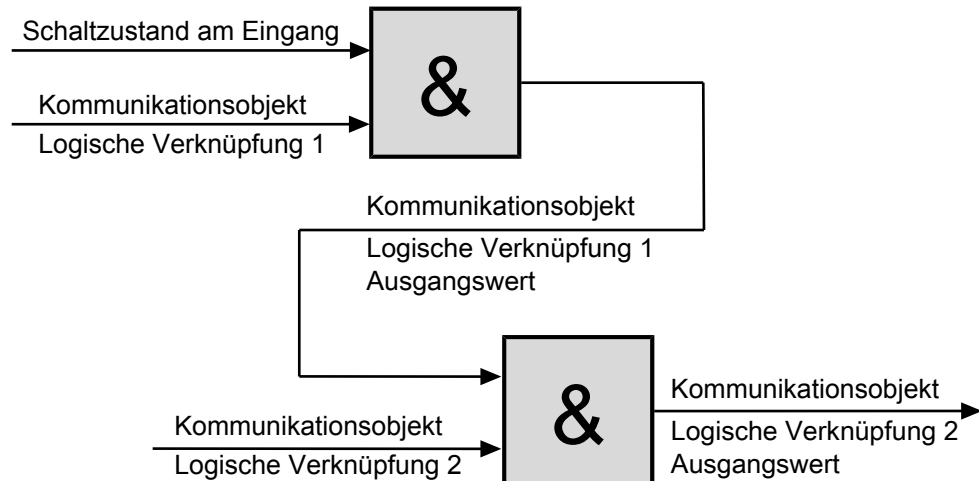 Schaltzustand am Eingang
&
Kommunikationsobjekt
Logische Verknüpfung 1
Kommunikationsobjekt
Logische Verknüpfung 1
Ausgangswert
&
Kommunikationsobjekt
Logische Verknüpfung 2
Kommunikationsobjekt
Logische Verknüpfung 2
Ausgangswert